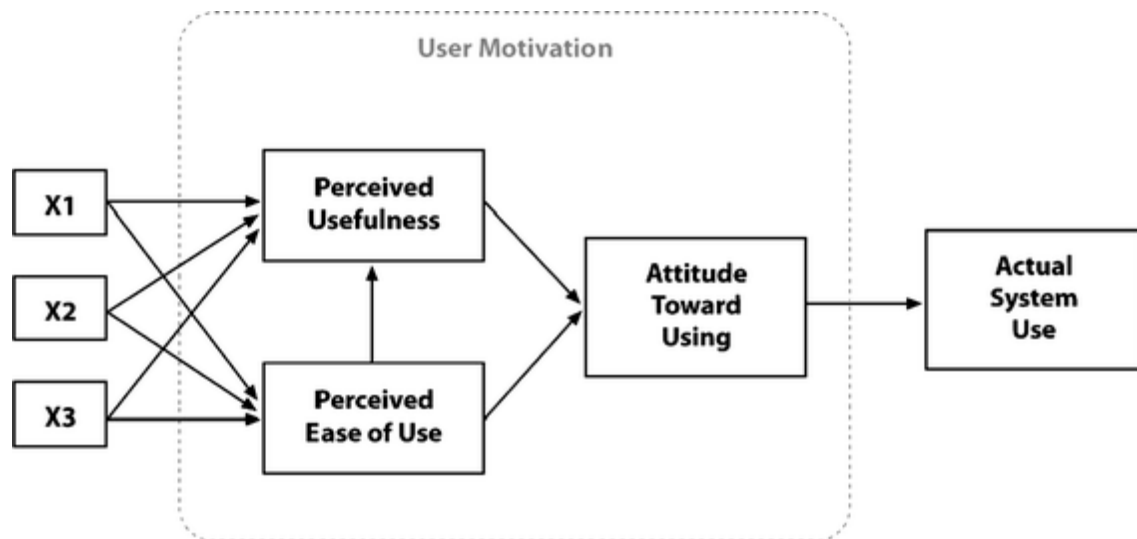 User Motivation
X1
X2
X3
Perceived
Usefulness
Perceived
Ease of Use
Attitude
Toward
Using
Actual
System
Use